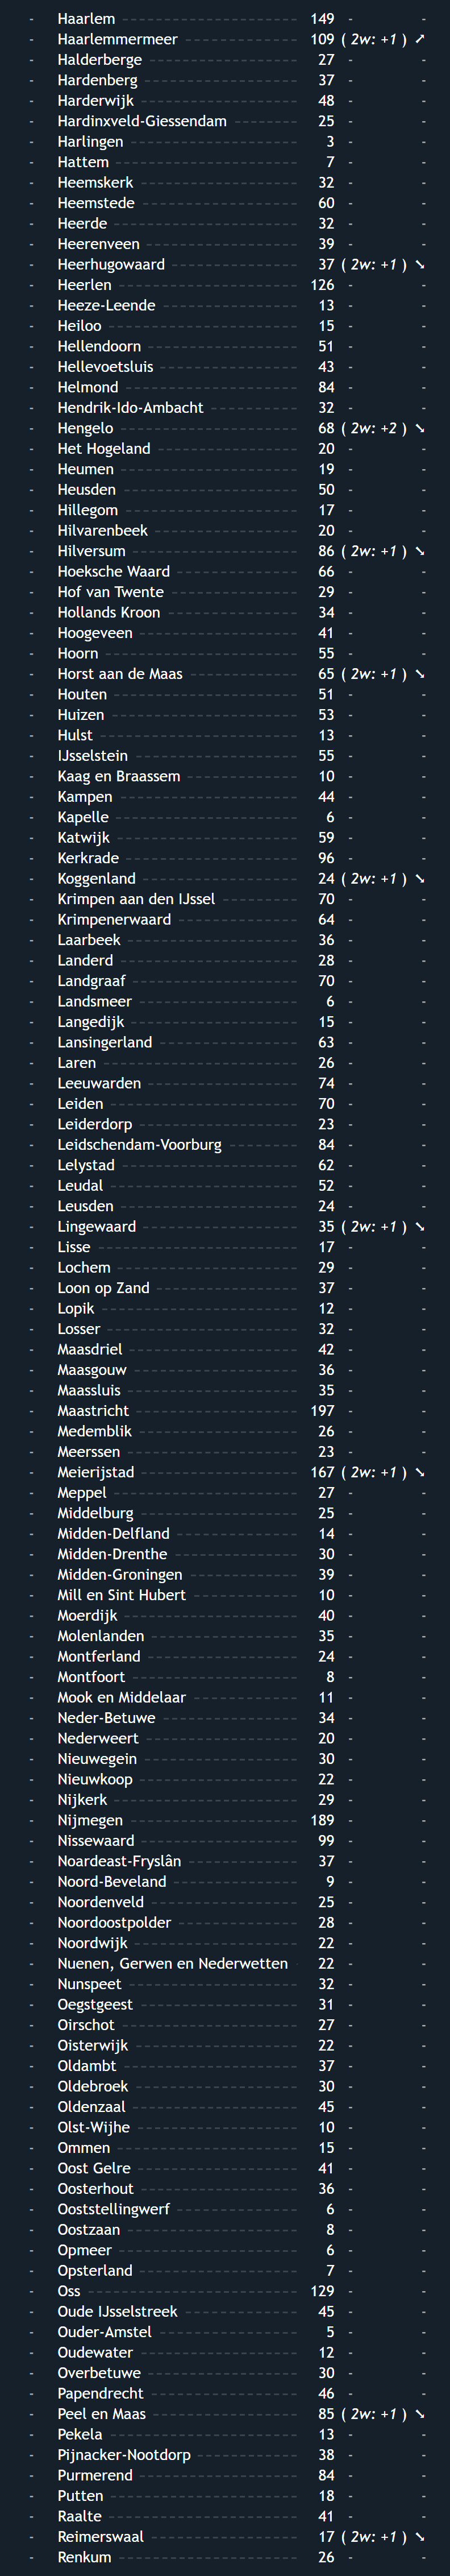 - Haarlem 149 - -
- Haarlemmermeer 109 ( 2w: +1 ) ➚
- Halderberge 27 - -
- Hardenberg 37 - -
- Harderwijk 48 - -
- Hardinxveld-Giessendam 25 - -
- Harlingen 3 - -
- Hattem 7 - -
- Heemskerk 32 - -
- Heemstede 60 - -
- Heerde 32 - -
- Heerenveen 39 - -
- Heerhugowaard 37 ( 2w: +1 ) ➘
- Heerlen 126 - -
- Heeze-Leende 13 - -
- Heiloo 15 - -
- Hellendoorn 51 - -
- Hellevoetsluis 43 - -
- Helmond 84 - -
- Hendrik-Ido-Ambacht 32 - -
- Hengelo 68 ( 2w: +2 ) ➘
- Het Hogeland 20 - -
- Heumen 19 - -
- Heusden 50 - -
- Hillegom 17 - -
- Hilvarenbeek 20 - -
- Hilversum 86 ( 2w: +1 ) ➘
- Hoeksche Waard 66 - -
- Hof van Twente 29 - -
- Hollands Kroon 34 - -
- Hoogeveen 41 - -
- Hoorn 55 - -
- Horst aan de Maas 65 ( 2w: +1 ) ➘
- Houten 51 - -
- Huizen 53 - -
- Hulst 13 - -
- IJsselstein 55 - -
- Kaag en Braassem 10 - -
- Kampen 44 - -
- Kapelle 6 - -
- Katwijk 59 - -
- Kerkrade 96 - -
- Koggenland 24 ( 2w: +1 ) ➘
- Krimpen aan den IJssel 70 - -
- Krimpenerwaard 64 - -
- Laarbeek 36 - -
- Landerd 28 - -
- Landgraaf 70 - -
- Landsmeer 6 - -
- Langedijk 15 - -
- Lansingerland 63 - -
- Laren 26 - -
- Leeuwarden 74 - -
- Leiden 70 - -
- Leiderdorp 23 - -
- Leidschendam-Voorburg 84 - -
- Lelystad 62 - -
- Leudal 52 - -
- Leusden 24 - -
- Lingewaard 35 ( 2w: +1 ) ➘
- Lisse 17 - -
- Lochem 29 - -
- Loon op Zand 37 - -
- Lopik 12 - -
- Losser 32 - -
- Maasdriel 42 - -
- Maasgouw 36 - -
- Maassluis 35 - -
- Maastricht 197 - -
- Medemblik 26 - -
- Meerssen 23 - -
- Meierijstad 167 ( 2w: +1 ) ➘
- Meppel 27 - -
- Middelburg 25 - -
- Midden-Delfland 14 - -
- Midden-Drenthe 30 - -
- Midden-Groningen 39 - -
- Mill en Sint Hubert 10 - -
- Moerdijk 40 - -
- Molenlanden 35 - -
- Montferland 24 - -
- Montfoort 8 - -
- Mook en Middelaar 11 - -
- Neder-Betuwe 34 - -
- Nederweert 20 - -
- Nieuwegein 30 - -
- Nieuwkoop 22 - -
- Nijkerk 29 - -
- Nijmegen 189 - -
- Nissewaard 99 - -
- Noardeast-Fryslân 37 - -
- Noord-Beveland 9 - -
- Noordenveld 25 - -
- Noordoostpolder 28 - -
- Noordwijk 22 - -
- Nuenen, Gerwen en Nederwetten 22 - -
- Nunspeet 32 - -
- Oegstgeest 31 - -
- Oirschot 27 - -
- Oisterwijk 22 - -
- Oldambt 37 - -
- Oldebroek 30 - -
- Oldenzaal 45 - -
- Olst-Wijhe 10 - -
- Ommen 15 - -
- Oost Gelre 41 - -
- Oosterhout 36 - -
- Ooststellingwerf 6 - -
- Oostzaan 8 - -
- Opmeer 6 - -
- Opsterland 7 - -
- Oss 129 - -
- Oude IJsselstreek 45 - -
- Ouder-Amstel 5 - -
- Oudewater 12 - -
- Overbetuwe 30 - -
- Papendrecht 46 - -
- Peel en Maas 85 ( 2w: +1 ) ➘
- Pekela 13 - -
- Pijnacker-Nootdorp 38 - -
- Purmerend 84 - -
- Putten 18 - -
- Raalte 41 - -
- Reimerswaal 17 ( 2w: +1 ) ➘
- Renkum 26 - -